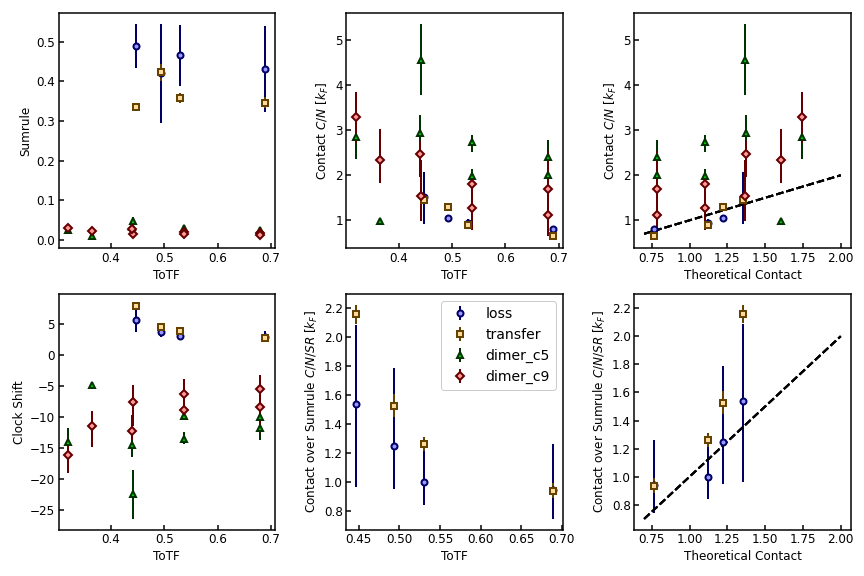 0.5
0.4
0.3
0.2
0.1
0.0
Sumrule
0.4 0.5 0.6 0.7
ToTF
5
4
3
2
1
Contact C/N [k_F]
0.4 0.5 0.6 0.7
ToTF
5
4
3
2
1
Contact C/N [k_F]
0.75 1.00 1.25 1.50 1.75 2.00
Theoretical Contact
5
0
−5
−10
−15
−20
−25
Clock Shift
0.4 0.5 0.6 0.7
ToTF
2.2
2.0
1.8
1.6
1.4
1.2
1.0
0.8
Contact over Sumrule C/N/SR [k_F]
loss
transfer
dimer_c5
dimer_c9
0.45 0.50 0.55 0.60 0.65 0.70
ToTF
2.2
2.0
1.8
1.6
1.4
1.2
1.0
0.8
Contact over Sumrule C/N/SR [k_F]
0.75 1.00 1.25 1.50 1.75 2.00
Theoretical Contact